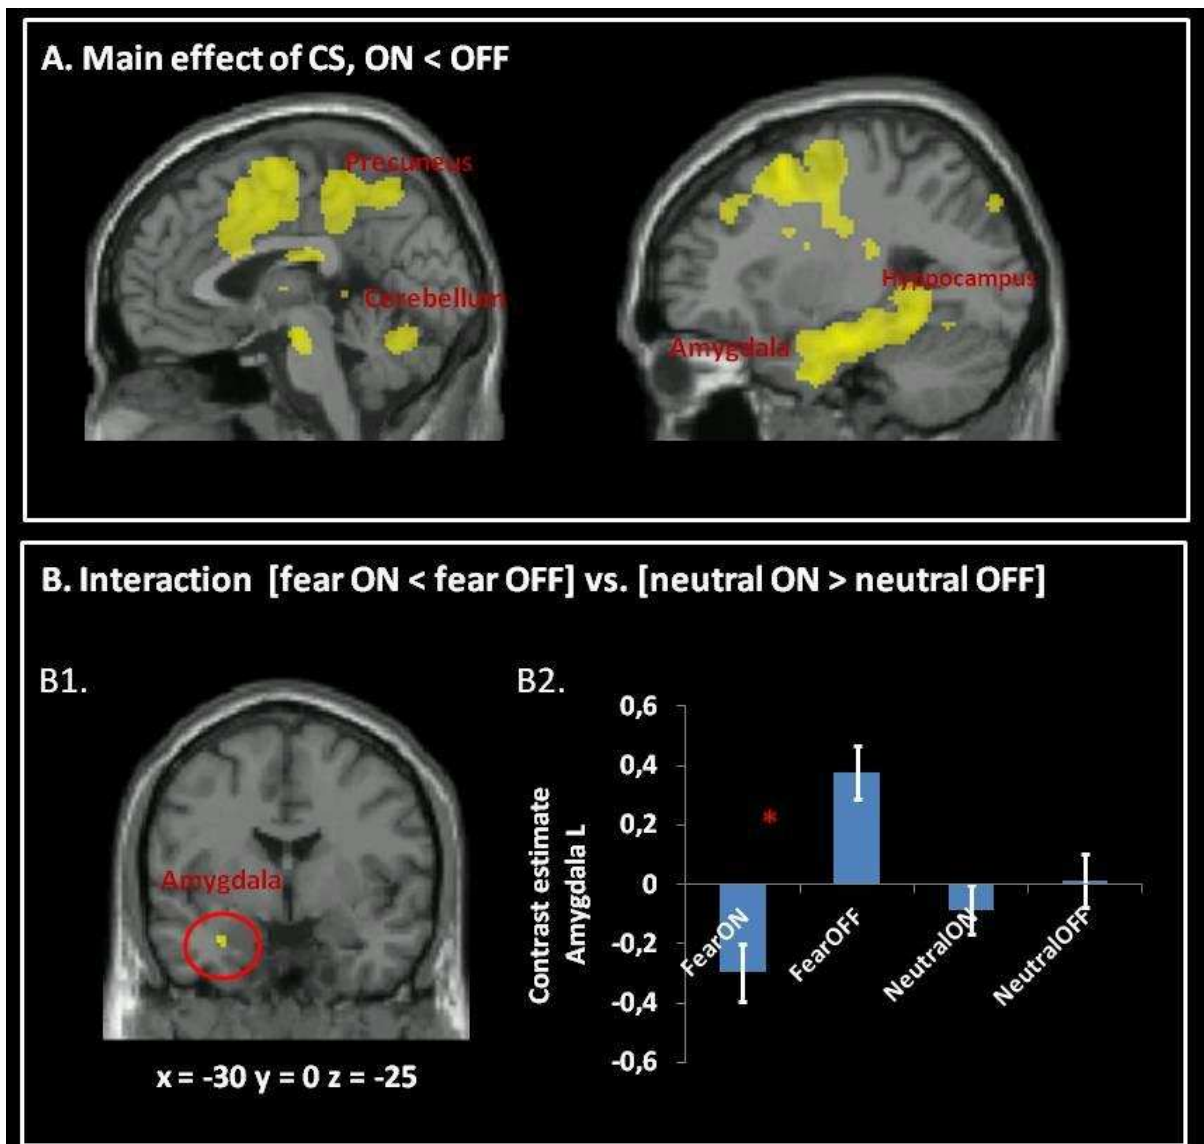 A. Main effect of CS, ON < OFF
Precuneus
Cerebellum
Hyppocampus
Amygdala
B. Interaction [fear ON < fear OFF] vs. [neutral ON > neutral OFF]
B1.
Amygdala
x = -30 y = 0 z = -25
B2.
Contrast estimate
Amygdala L
0,6
0,4
0,2
0
-0,2
-0,4
-0,6
*
FearON
FearOFF
NeutralON
NeutralOFF